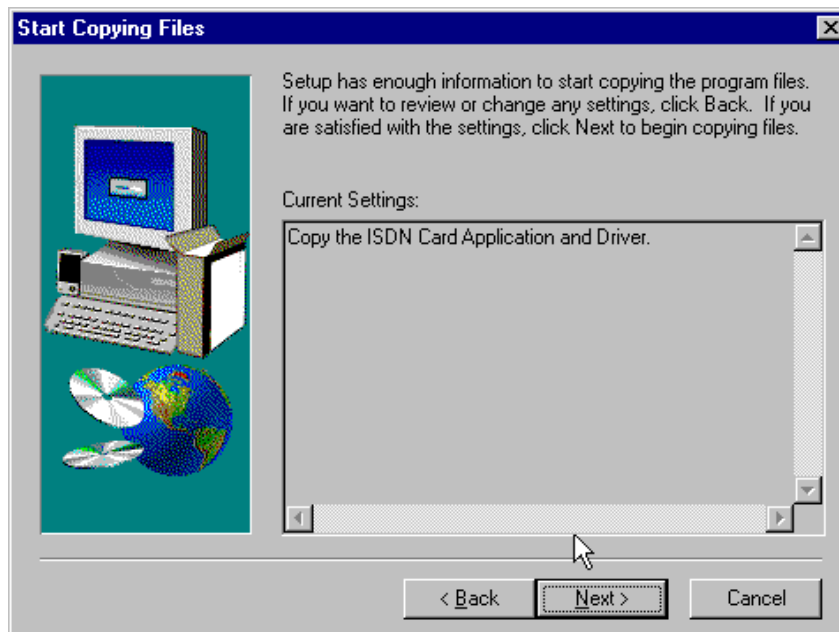 Start Copying Files
Setup has enough information to start copying the program files.
If you want to review or change any settings, click Back.  If you
are satisfied with the settings, click Next to begin copying files.
Current Settings:
Copy the ISDN Card Application and Driver.
< Back
Next >
Cancel